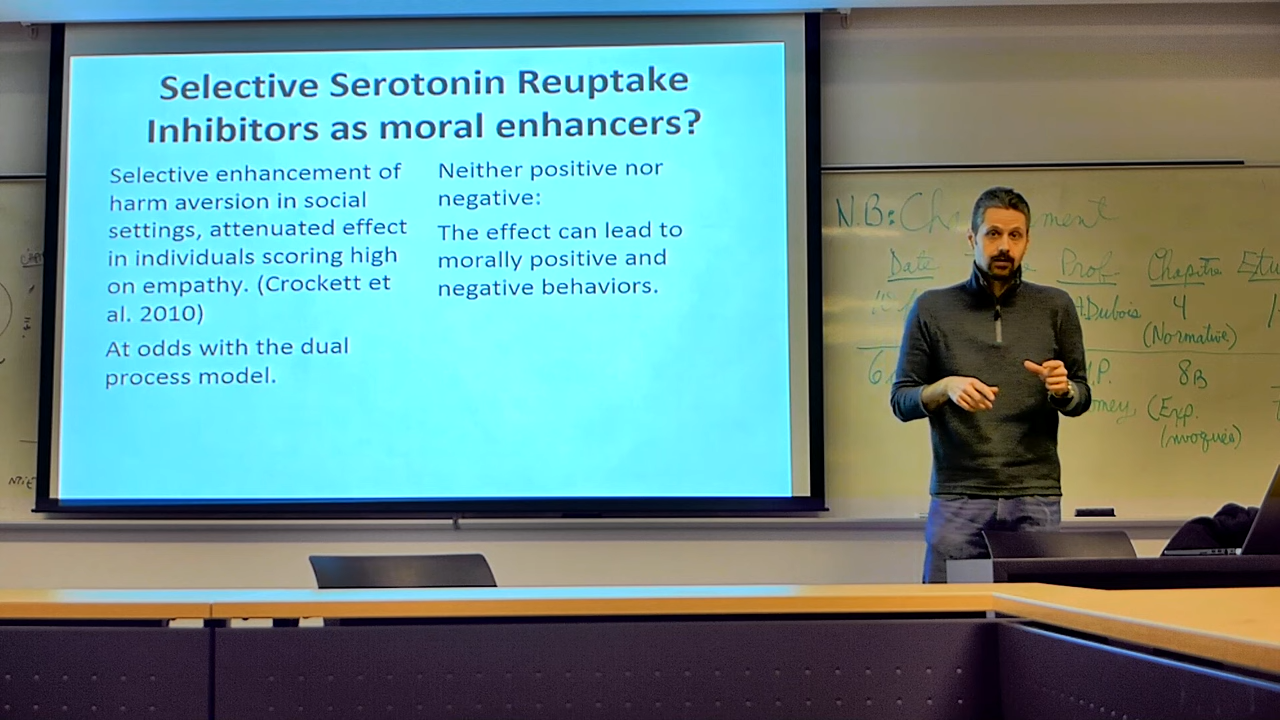 Selective Serotonin Reuptake
Inhibitors as moral enhancers?
Selective enhancement of
harm aversion in social
settings, attenuated effect
in individuals scoring high
on empathy. (Crockett et
al. 2010)
At odds with the dual
process model.
Neither positive nor
negative:
The effect can lead to
morally positive and
negative behaviors.
N.B:
Date Prof Chapitre
Dubois 4
(Normative)
6 P. 8B
(Exp.